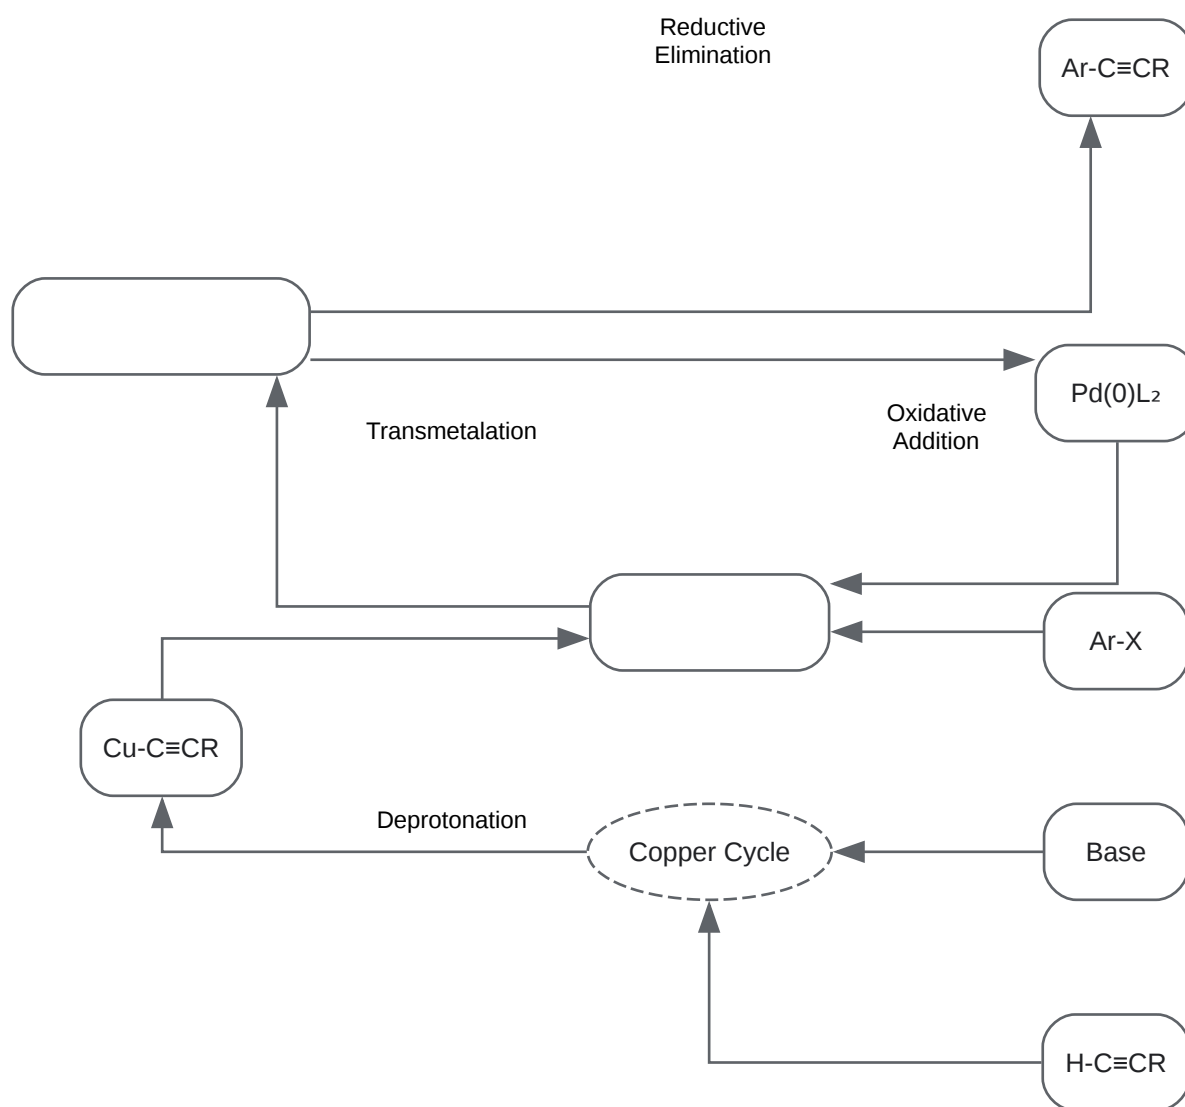 Reductive
Elimination
Ar-C≡CR
Pd(0)L₂
Transmetalation
Oxidative
Addition
Ar-X
Cu-C≡CR
Deprotonation
Copper Cycle
Base
H-C≡CR